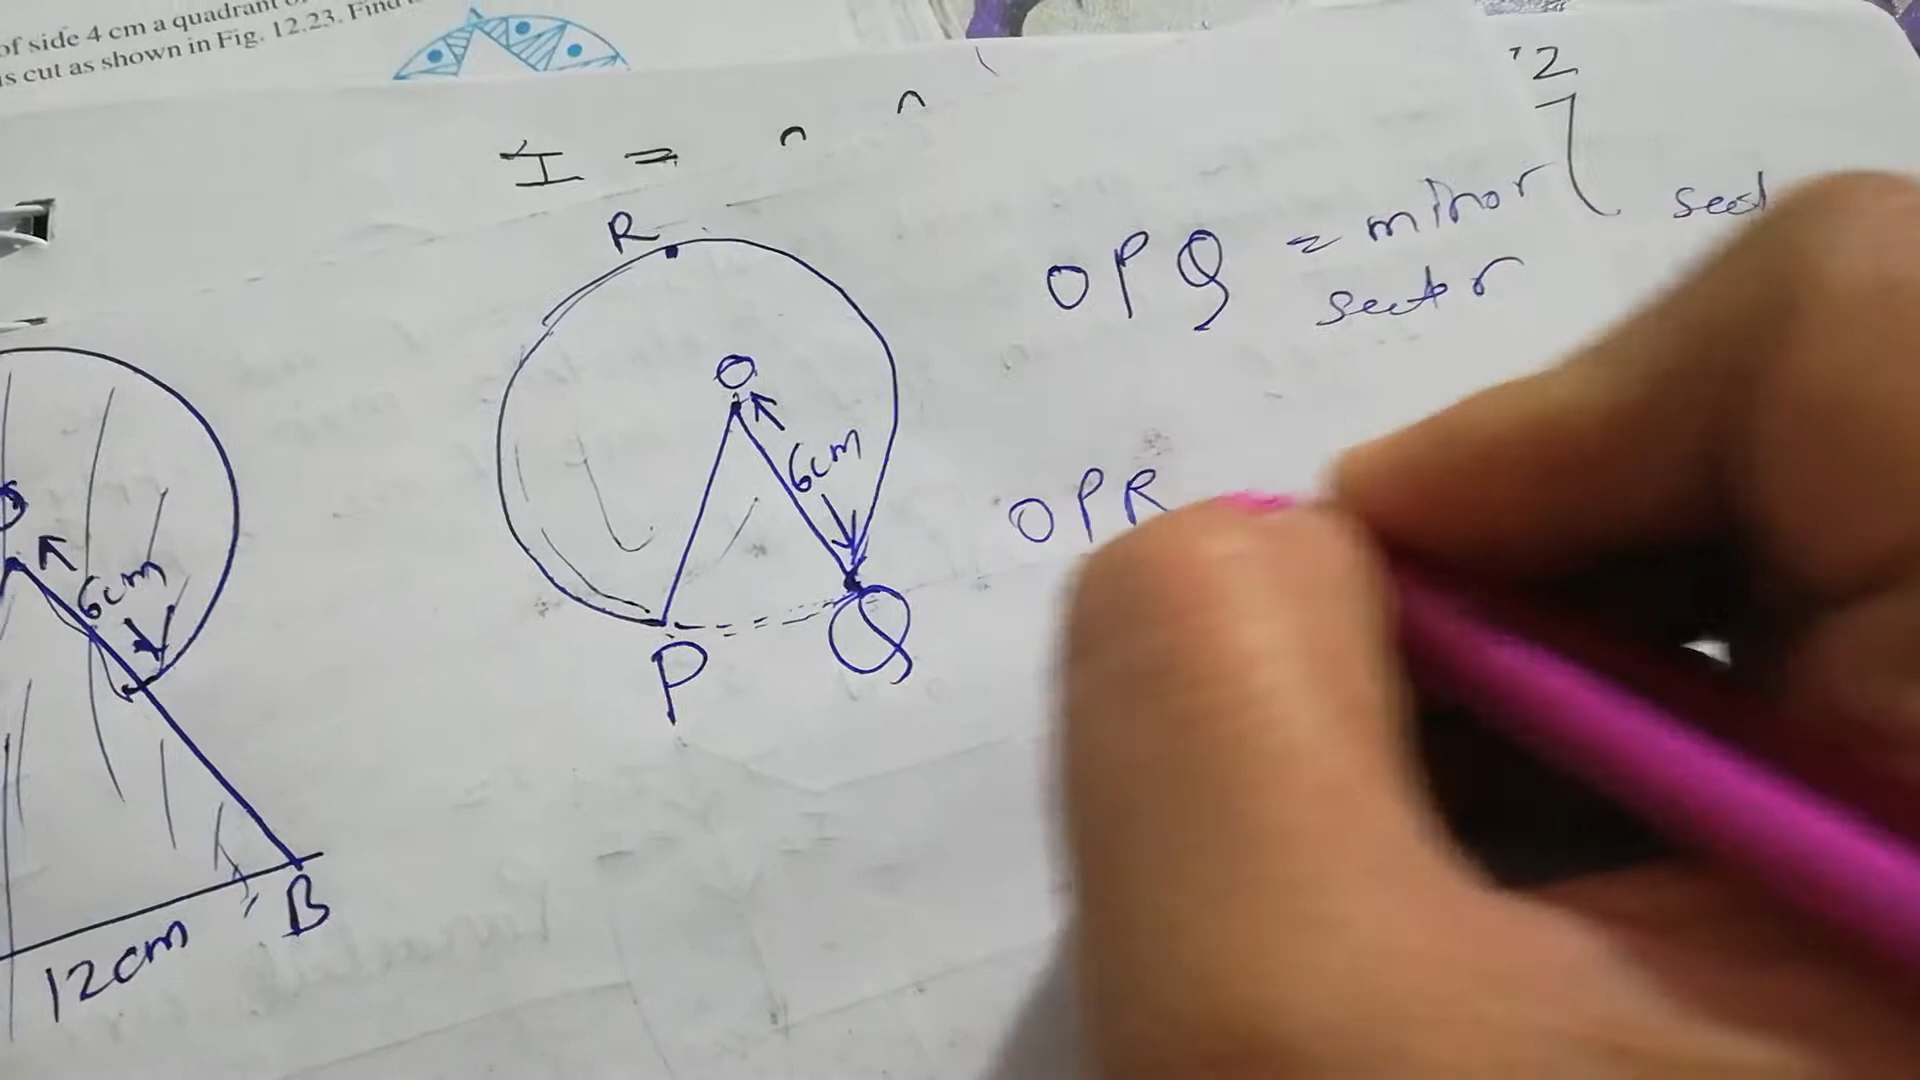 of side 4 cm a quadrant
is cut as shown in Fig. 12.23. Find
I =
12
R
OPQ = minor
sector
O
6cm
OPR
6cm
P
Q
B
12cm